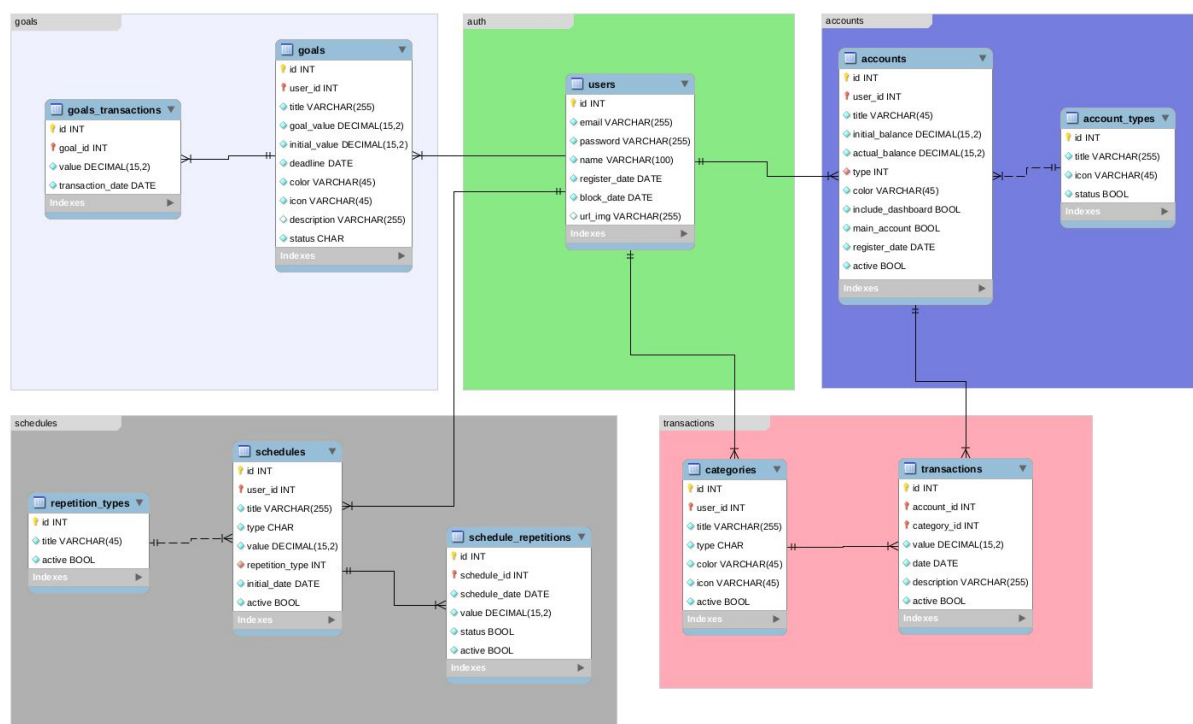 goals
goals
id INT
user_id INT
title VARCHAR(255)
goal_value DECIMAL(15,2)
initial_value DECIMAL(15,2)
deadline DATE
color VARCHAR(45)
icon VARCHAR(45)
description VARCHAR(255)
status CHAR
Indexes
goals_transactions
id INT
goal_id INT
value DECIMAL(15,2)
transaction_date DATE
Indexes
auth
users
id INT
email VARCHAR(255)
password VARCHAR(255)
name VARCHAR(100)
register_date DATE
block_date DATE
url_img VARCHAR(255)
Indexes
accounts
accounts
id INT
user_id INT
title VARCHAR(45)
initial_balance DECIMAL(15,2)
actual_balance DECIMAL(15,2)
type INT
color VARCHAR(45)
include_dashboard BOOL
main_account BOOL
register_date DATE
active BOOL
Indexes
account_types
id INT
title VARCHAR(255)
icon VARCHAR(45)
status BOOL
Indexes
schedules
schedules
id INT
user_id INT
title VARCHAR(255)
type CHAR
value DECIMAL(15,2)
repetition_type INT
initial_date DATE
active BOOL
Indexes
repetition_types
id INT
title VARCHAR(45)
active BOOL
Indexes
schedule_repetitions
id INT
schedule_id INT
schedule_date DATE
value DECIMAL(15,2)
status BOOL
active BOOL
Indexes
transactions
categories
id INT
user_id INT
title VARCHAR(255)
type CHAR
color VARCHAR(45)
icon VARCHAR(45)
active BOOL
Indexes
transactions
id INT
account_id INT
category_id INT
value DECIMAL(15,2)
date DATE
description VARCHAR(255)
active BOOL
Indexes